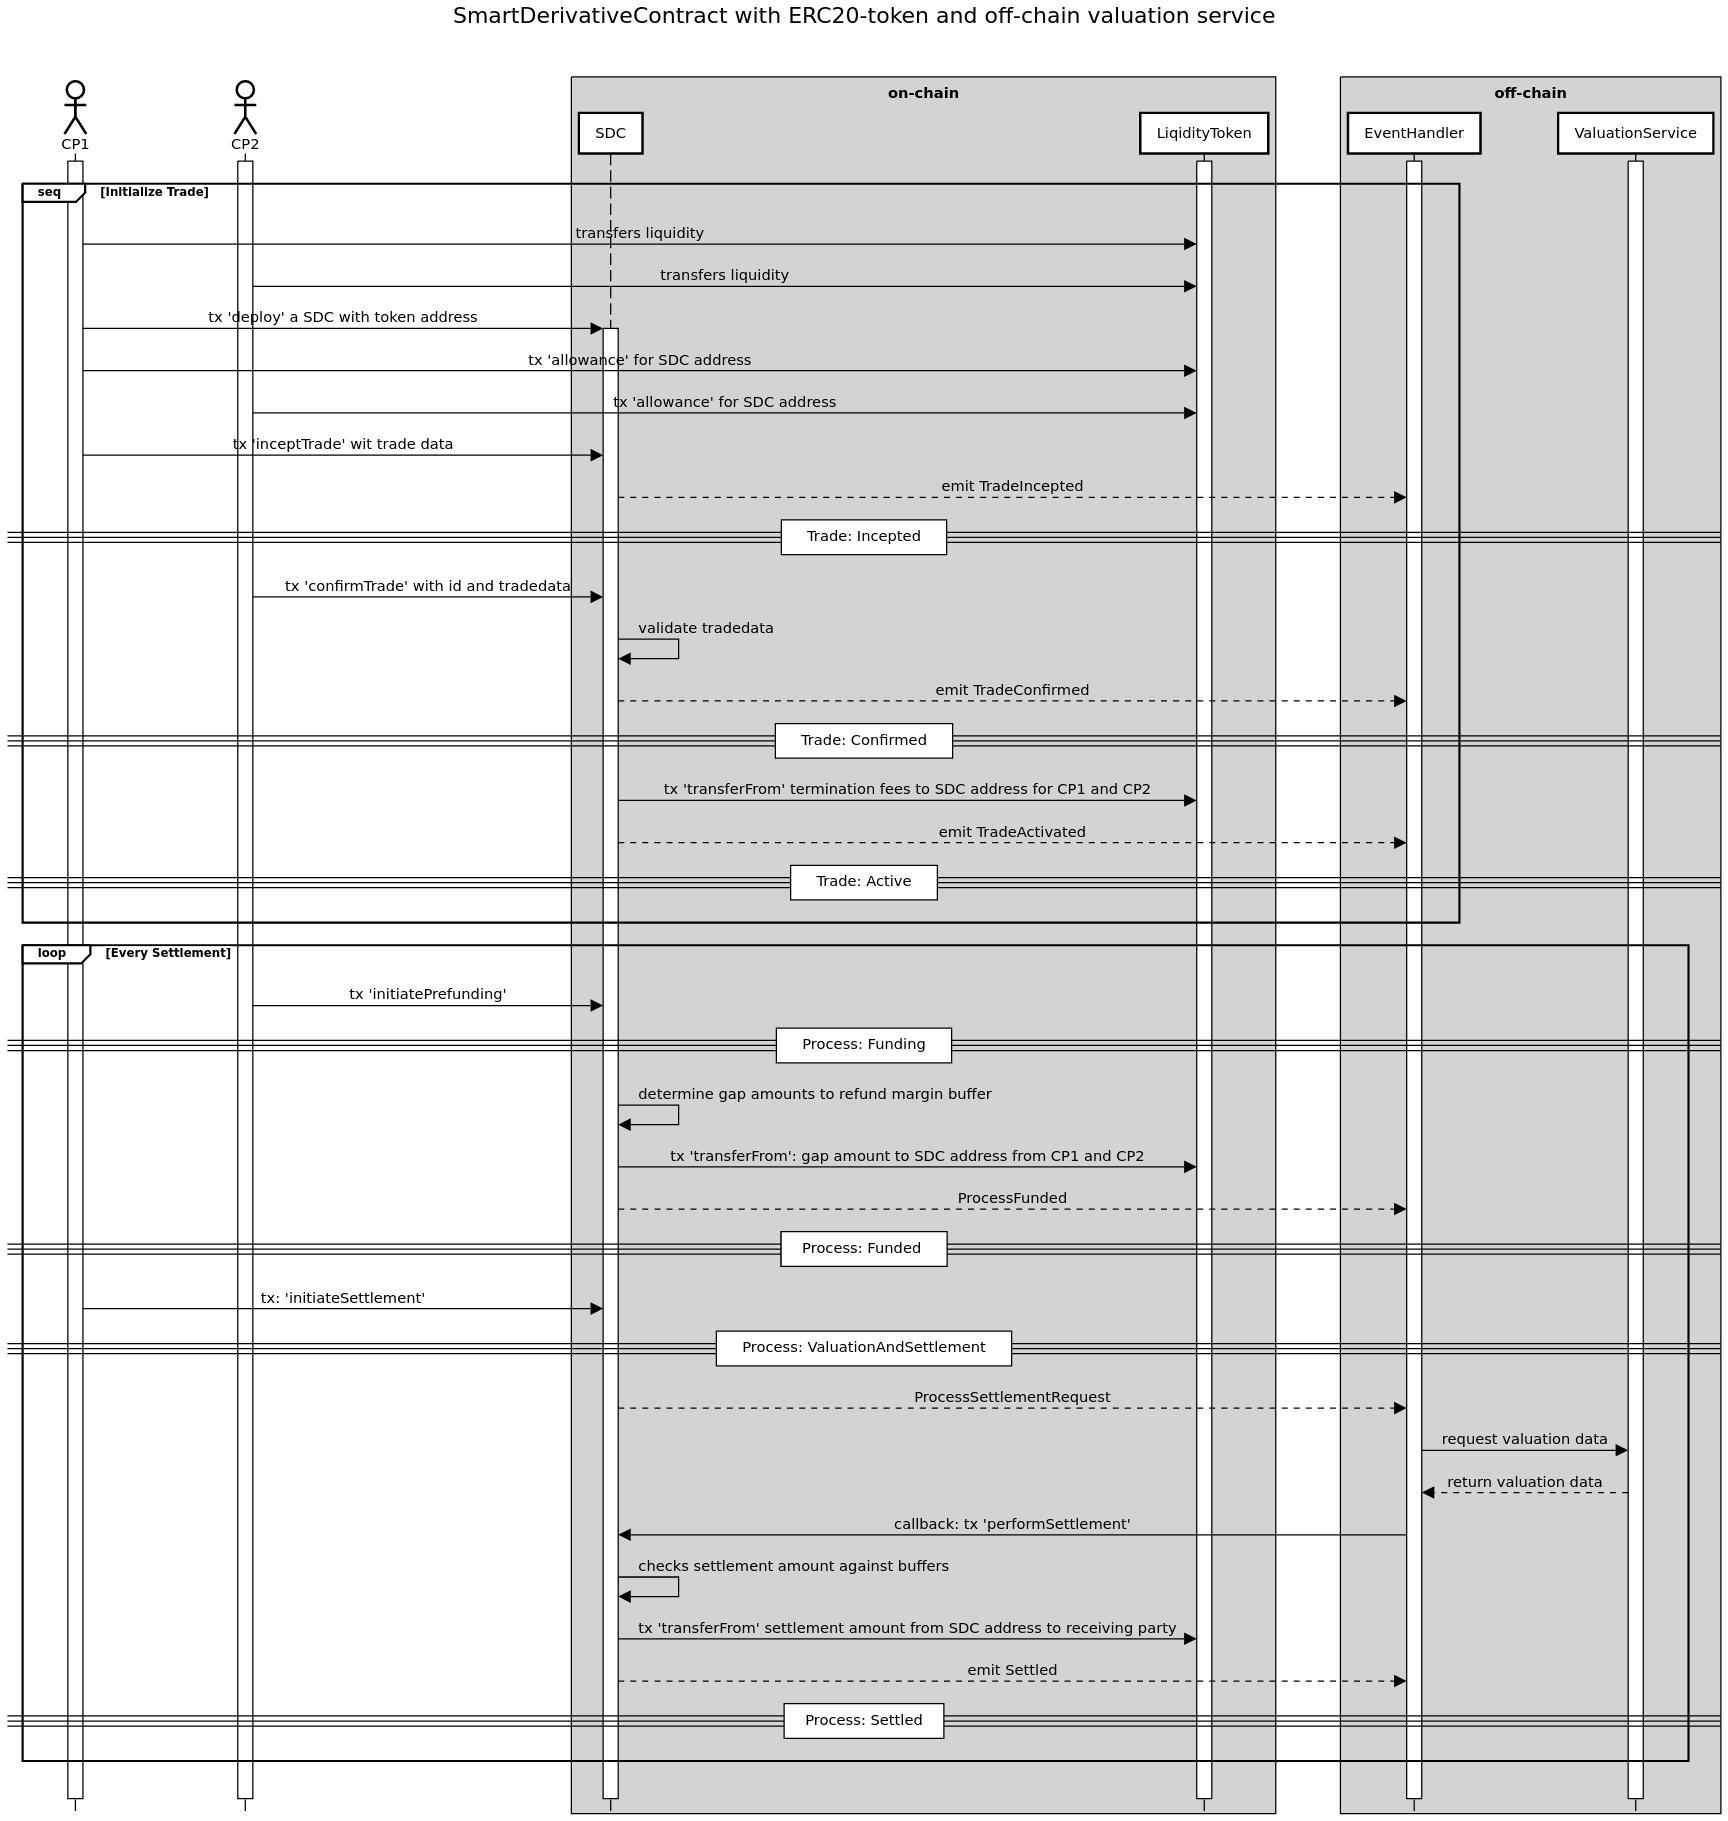 SmartDerivativeContract with ERC20-token and off-chain valuation service
on-chain
off-chain
CP1
CP2
SDC
LiqidityToken
EventHandler
ValuationService
seq
[Initialize Trade]
transfers liquidity
transfers liquidity
tx 'deploy' a SDC with token address
tx 'allowance' for SDC address
tx 'allowance' for SDC address
tx 'inceptTrade' wit trade data
emit TradeIncepted
Trade: Incepted
tx 'confirmTrade' with id and tradedata
validate tradedata
emit TradeConfirmed
Trade: Confirmed
tx 'transferFrom' termination fees to SDC address for CP1 and CP2
emit TradeActivated
Trade: Active
loop
[Every Settlement]
tx 'initiatePrefunding'
Process: Funding
determine gap amounts to refund margin buffer
tx 'transferFrom': gap amount to SDC address from CP1 and CP2
ProcessFunded
Process: Funded
tx: 'initiateSettlement'
Process: ValuationAndSettlement
ProcessSettlementRequest
request valuation data
return valuation data
callback: tx 'performSettlement'
checks settlement amount against buffers
tx 'transferFrom' settlement amount from SDC address to receiving party
emit Settled
Process: Settled